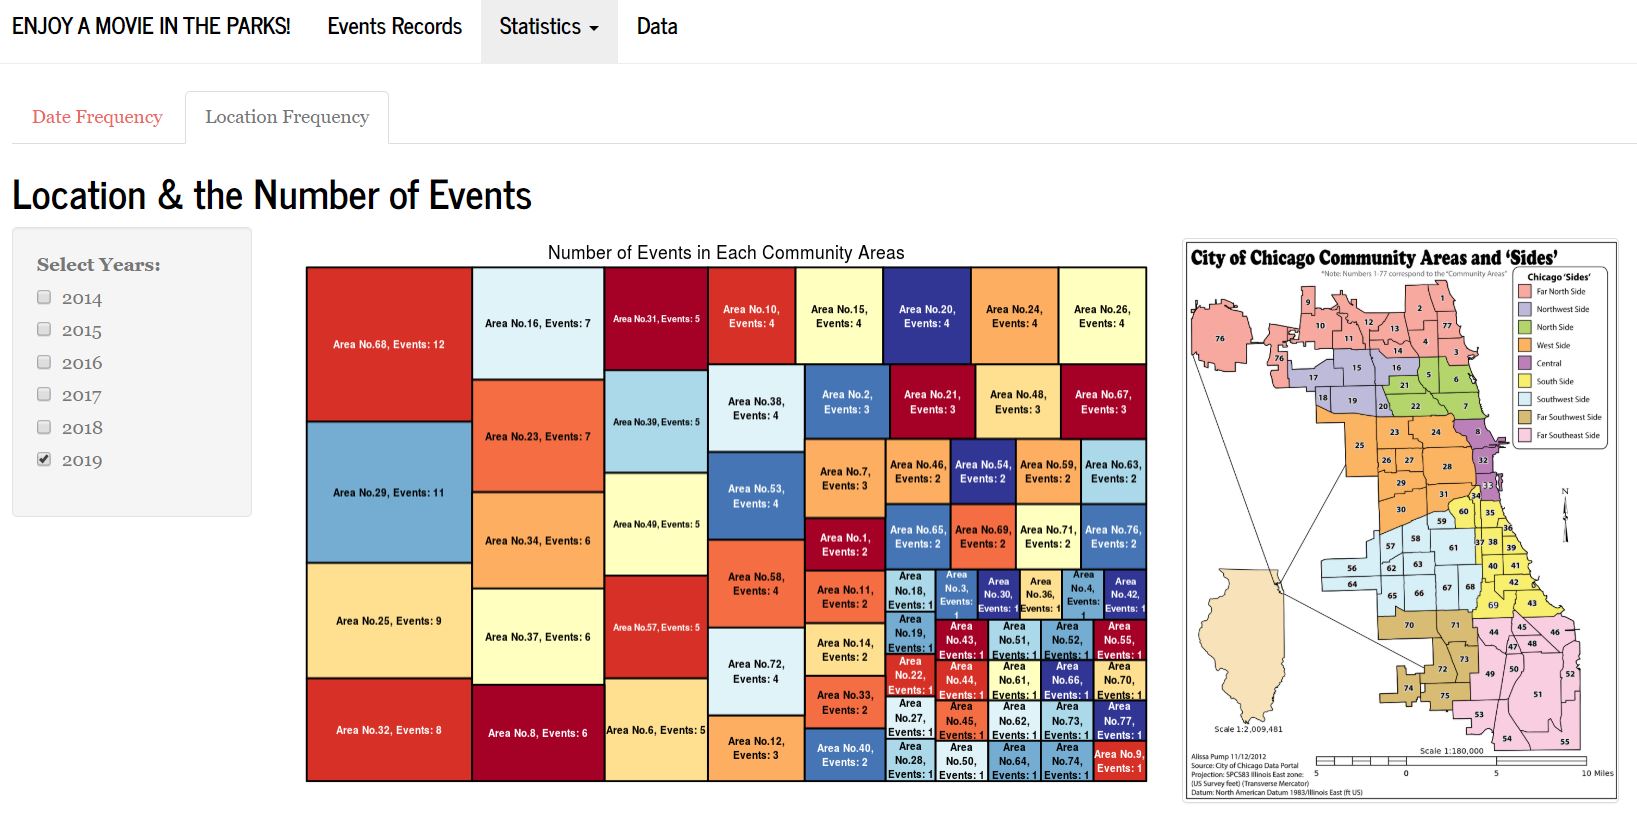 ENJOY A MOVIE IN THE PARKS! Events Records Statistics Data
Date Frequency Location Frequency
Location & the Number of Events
Select Years:
2014
2015
2016
2017
2018
2019
Number of Events in Each Community Areas
Area No.68, Events: 12
Area No.29, Events: 11
Area No.25, Events: 9
Area No.32, Events: 8
Area No.16, Events: 7
Area No.23, Events: 7
Area No.34, Events: 6
Area No.37, Events: 6
Area No.8, Events: 6
Area No.31, Events: 5
Area No.39, Events: 5
Area No.49, Events: 5
Area No.57, Events: 5
Area No.6, Events: 5
Area No.10,
Events: 4
Area No.15,
Events: 4
Area No.20,
Events: 4
Area No.24,
Events: 4
Area No.26,
Events: 4
Area No.38,
Events: 4
Area No.53,
Events: 4
Area No.58,
Events: 4
Area No.72,
Events: 4
Area No.12,
Events: 3
Area No.2,
Events: 3
Area No.21,
Events: 3
Area No.48,
Events: 3
Area No.67,
Events: 3
Area No.7,
Events: 3
Area No.1,
Events: 2
Area No.11,
Events: 2
Area No.14,
Events: 2
Area No.33,
Events: 2
Area No.40,
Events: 2
Area No.46,
Events: 2
Area No.54,
Events: 2
Area No.59,
Events: 2
Area No.63,
Events: 2
Area No.65,
Events: 2
Area No.69,
Events: 2
Area No.71,
Events: 2
Area No.76,
Events: 2
Area
No.18,
Events: 1
Area
No.19,
Events: 1
Area
No.22,
Events: 1
Area
No.27,
Events: 1
Area
No.28,
Events: 1
Area
No.3,
Events:
1
Area
No.30,
Events: 1
Area
No.36,
Events: 1
Area
No.4,
Events:
1
Area
No.42,
Events: 1
Area
No.43,
Events: 1
Area
No.51,
Events: 1
Area
No.52,
Events: 1
Area
No.55,
Events: 1
Area
No.44,
Events: 1
Area
No.61,
Events: 1
Area
No.66,
Events: 1
Area
No.70,
Events: 1
Area
No.45,
Events: 1
Area
No.62,
Events: 1
Area
No.73,
Events: 1
Area
No.77,
Events: 1
Area
No.50,
Events: 1
Area
No.64,
Events: 1
Area
No.74,
Events: 1
Area No.9,
Events: 1
City of Chicago Community Areas and 'Sides'
*Note: Numbers 1-77 correspond to the "Community Areas"
Chicago 'Sides'
Far North Side
Northwest Side
North Side
West Side
Central
South Side
Southwest Side
Far Southwest Side
Far Southeast Side
9 2 1
10 12 13 77
76 11 4
76 14 3
17 15 16 5 6
18 19 20 21 22 7
25 23 24 8
26 27 28 32
29 31 33
30 34
59 60 35
36
57 58 61 37 38 39
56 62 63 40 41
64 65 66 67 68 42
69 43
70 71 44 45 46
47 48
72 73 49 50 52
74 75 51
53
54 55
N
Scale 1:2,009,481
Scale 1:180,000
5 0 5 10 Miles
Alissa Pump 11/12/2012
Source: City of Chicago Data Portal
Projection: SPCS83 Illinois East zone:
(US Survey feet) (Transverse Mercator)
Datum: North American Datum 1983/Illinois East (ft US)